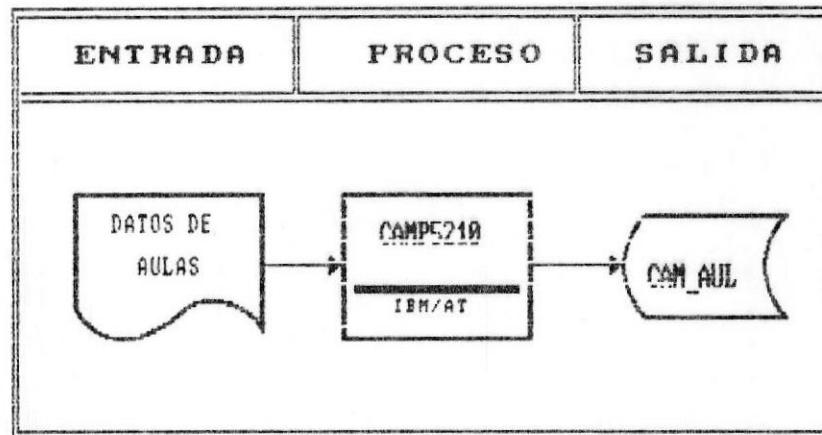 ENTRADA PROCESO SALIDA
DATOS DE
AULAS
CAMP5210
IBM/AT
CAM_AUL